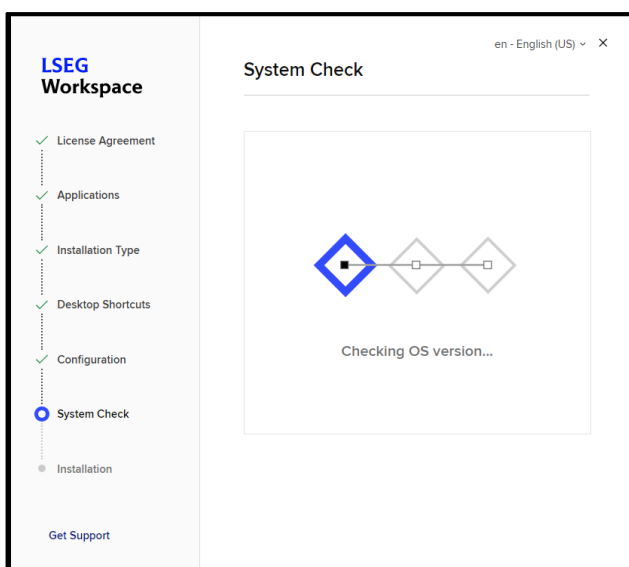 LSEG
Workspace
License Agreement
Applications
Installation Type
Desktop Shortcuts
Configuration
System Check
Installation
Get Support
en - English (US)
System Check
Checking OS version...